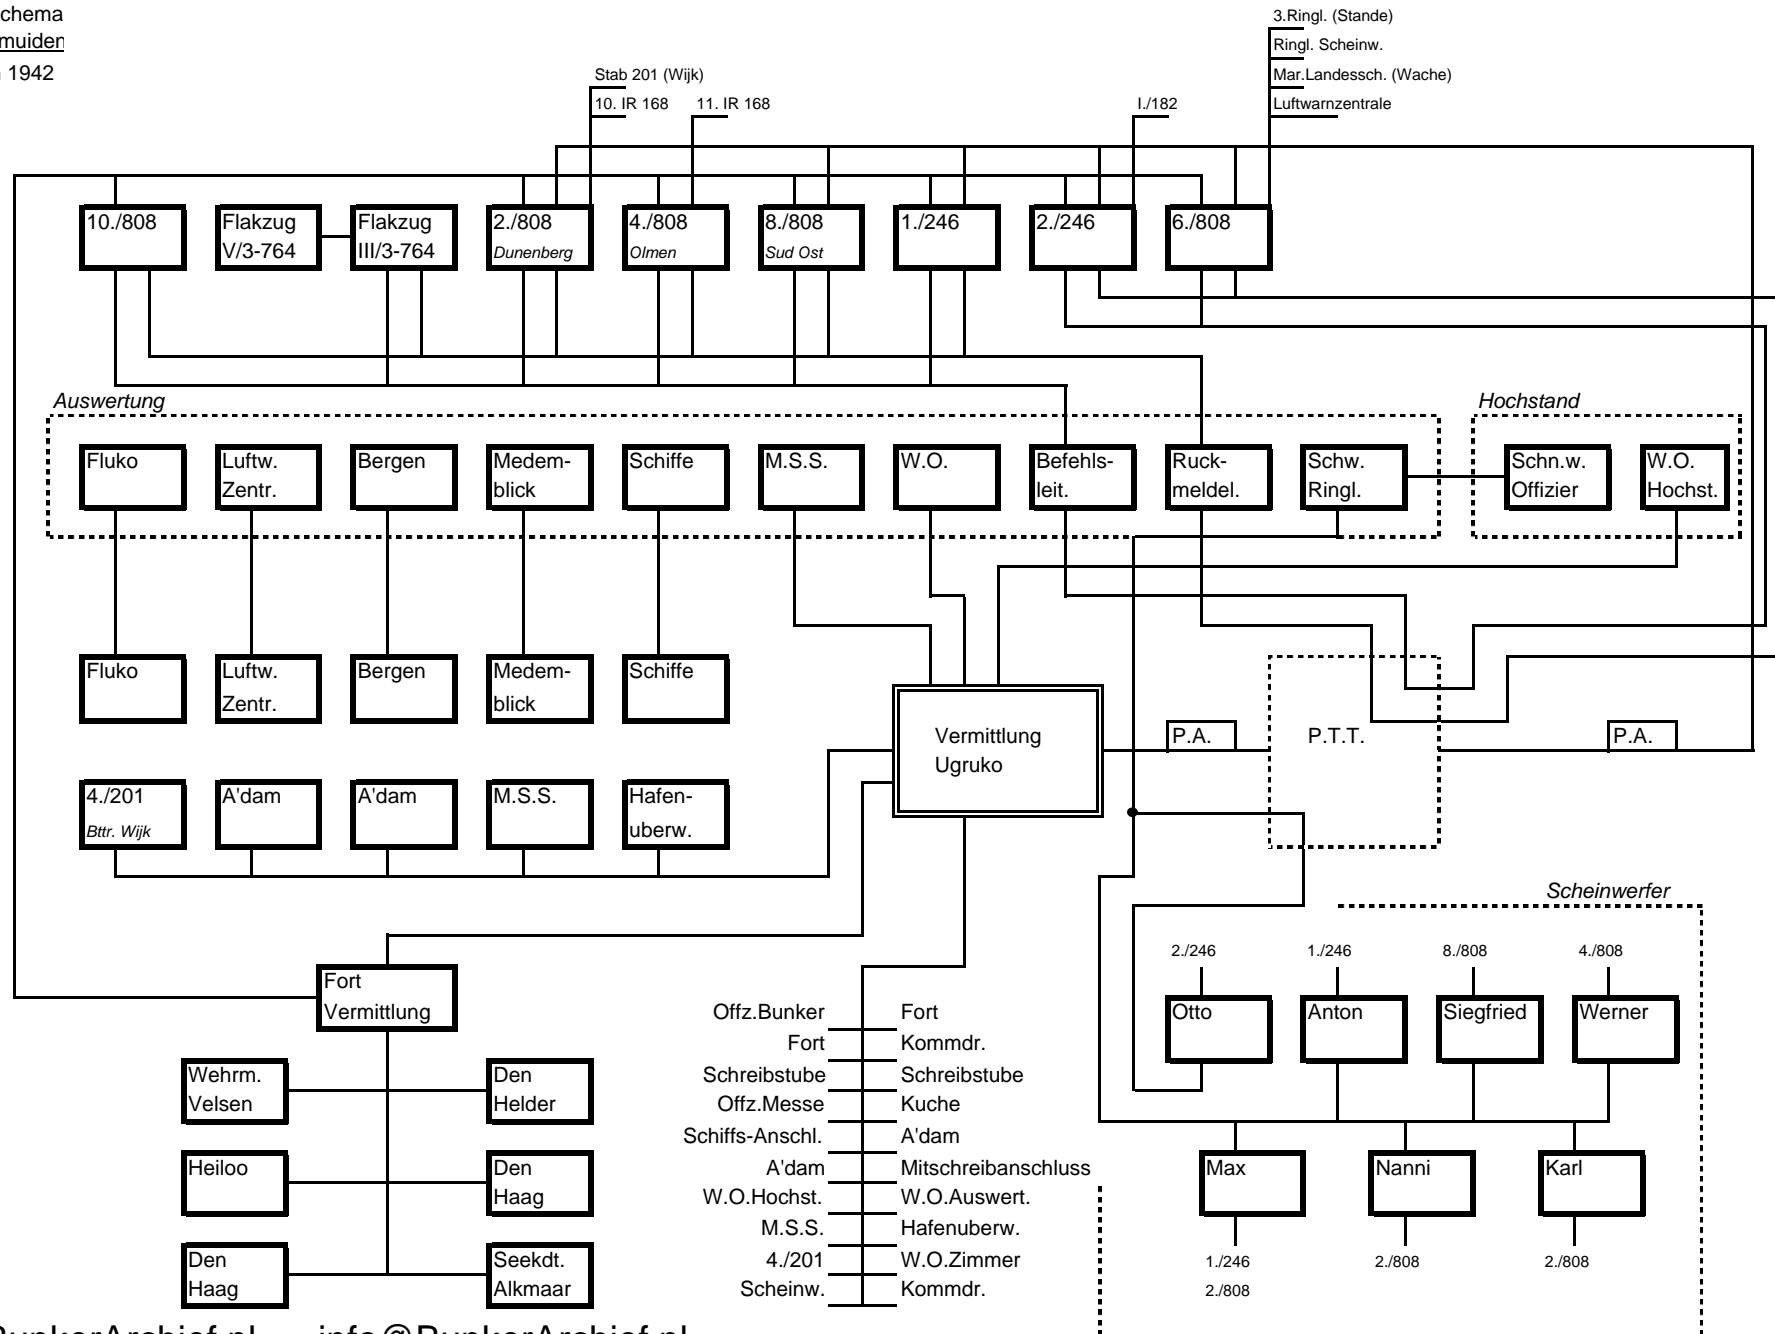 chema
muiden
1942
3.Ringl. (Stande)
Ringl. Scheinw.
Mar.Landessch. (Wache)
Luftwarnzentrale
Stab 201 (Wijk)
10. IR 168
11. IR 168
I./182
10./808
Flakzug
V/3-764
Flakzug
III/3-764
2./808
Dunenberg
4./808
Olmen
8./808
Sud Ost
1./246
2./246
6./808
Auswertung
Hochstand
Fluko
Luftw.
Zentr.
Bergen
Medem-
blick
Schiffe
M.S.S.
W.O.
Befehls-
leit.
Ruck-
meldel.
Schw.
Ringl.
Schn.w.
Offizier
W.O.
Hochst.
Fluko
Luftw.
Zentr.
Bergen
Medem-
blick
Schiffe
Vermittlung
Ugruko
P.A.
P.T.T.
P.A.
4./201
Bttr. Wijk
A'dam
A'dam
M.S.S.
Hafen-
uberw.
Scheinwerfer
2./246
1./246
8./808
4./808
Otto
Anton
Siegfried
Werner
Max
Nanni
Karl
1./246
2./808
2./808
2./808
Fort
Vermittlung
Wehrm.
Velsen
Den
Helder
Heiloo
Den
Haag
Den
Haag
Seekdt.
Alkmaar
Offz.Bunker Fort
Fort Kommdr.
Schreibstube Schreibstube
Offz.Messe Kuche
Schiffs-Anschl. A'dam
A'dam Mitschreibanschluss
W.O.Hochst. W.O.Auswert.
M.S.S. Hafenuberw.
4./201 W.O.Zimmer
Scheinw. Kommdr.
BunkerArchief.nl info@BunkerArchief.nl